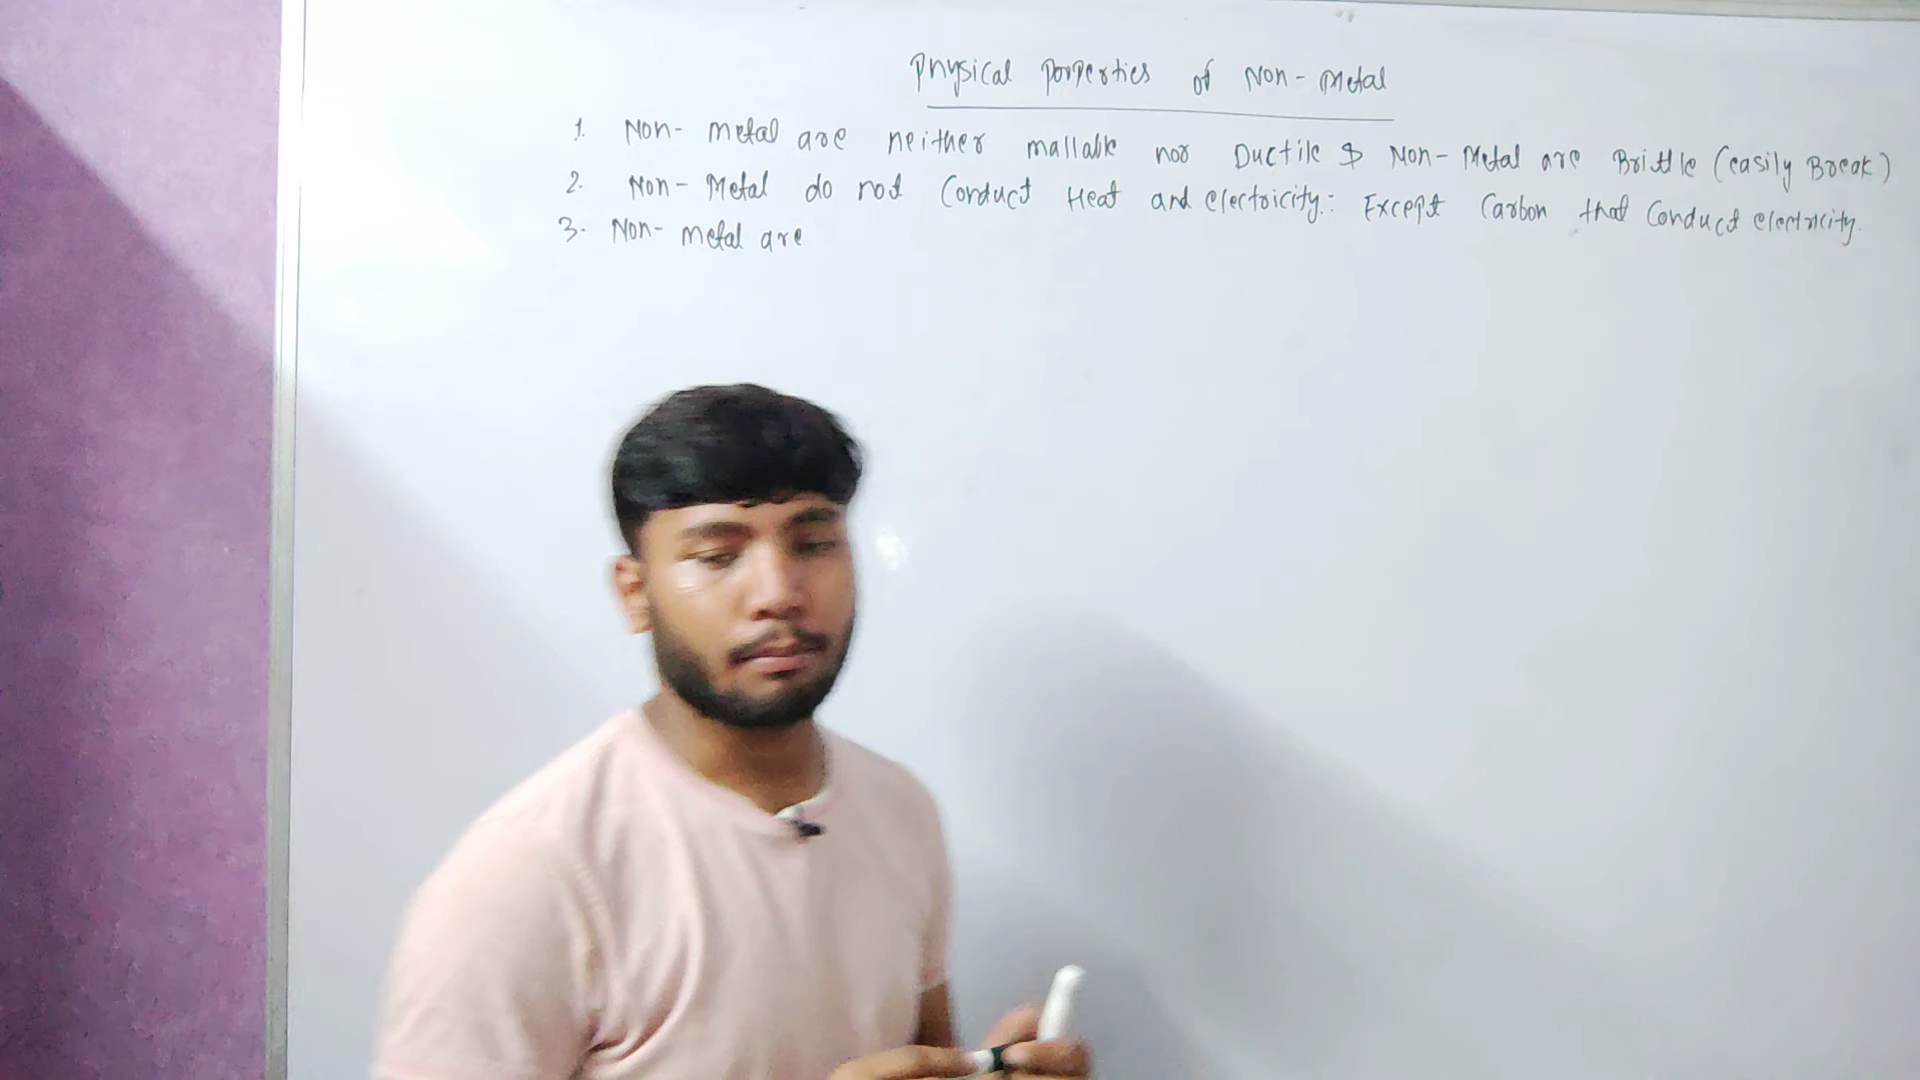 Physical Porperties of Non-Metal
1. Non-metal are neither mallable nor Ductile & Non-Metal are Brittle (easily Break)
2. Non-Metal do not Conduct Heat and electricity: Except Carbon that Conduct electricity.
3. Non-metal are